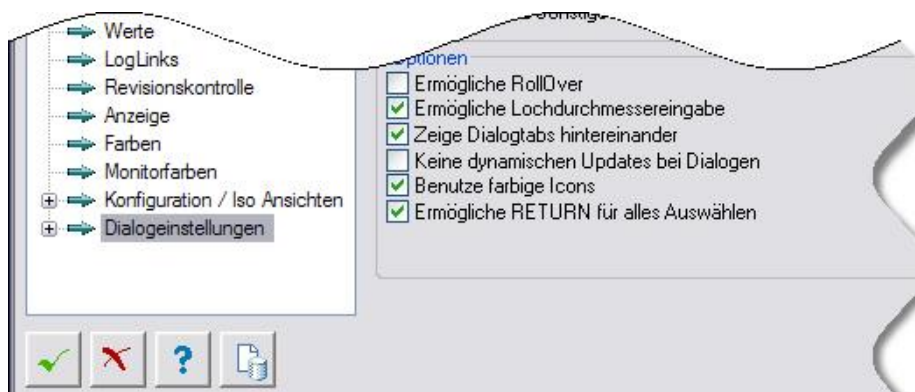 Werte
LogLinks
Revisionskontrolle
Anzeige
Farben
Monitorfarben
Konfiguration / Iso Ansichten
Dialogeinstellungen
Optionen
Ermögliche RollOver
Ermögliche Lochdurchmessereingabe
Zeige Dialogtabs hintereinander
Keine dynamischen Updates bei Dialogen
Benutze farbige Icons
Ermögliche RETURN für alles Auswählen